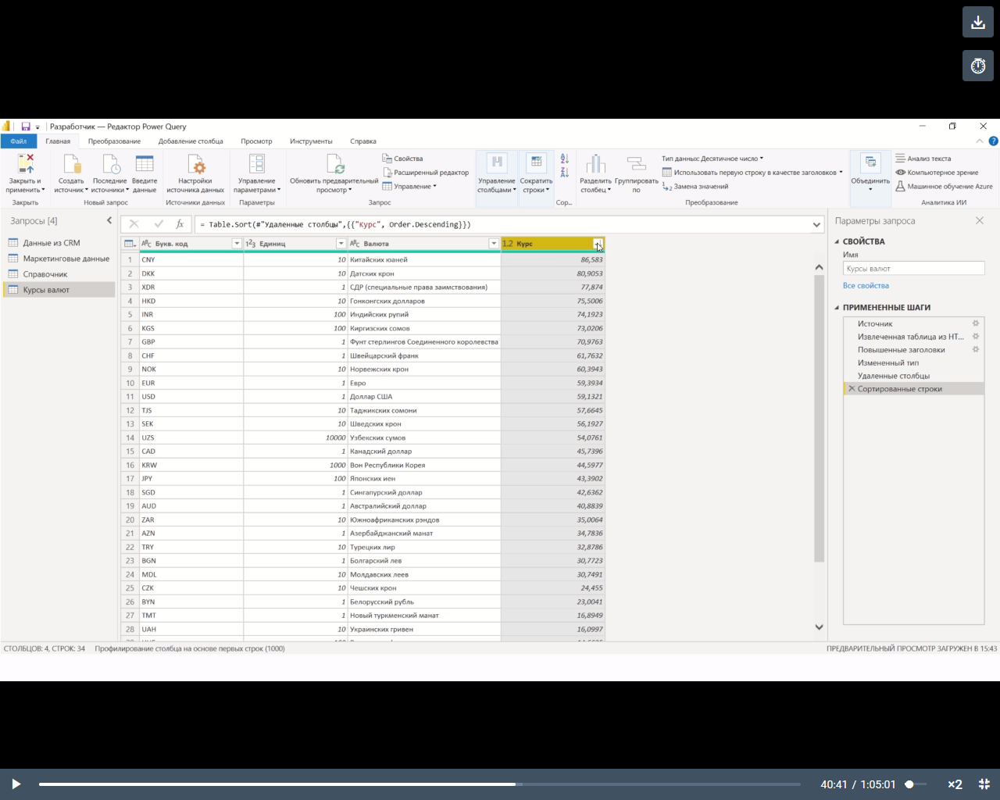 Разработчик — Редактор Power Query
Файл Главная Преобразование Добавление столбца Просмотр Инструменты Справка
Закрыть и применить
Создать источник
Последние источники
Введите данные
Настройки источника данных
Управление параметрами
Обновить предварительный просмотр
Свойства
Расширенный редактор
Управление
Управление столбцами
Сократить строки
Разделить столбец
Группировать по
Тип данных: Десятичное число
Использовать первую строку в качестве заголовков
Замена значений
Объединить
Анализ текста
Компьютерное зрение
Машинное обучение Azure
Закрыть Новый запрос Источники данных Параметры Запрос Сор... Преобразование Аналитика ИИ
Запросы [4]
Данные из CRM
Маркетинговые данные
Справочник
Курсы валют
= Table.Sort(#"Удаленные столбцы",{{"Курс", Order.Descending}})
Букв. код 1²3 Единиц Валюта 1.2 Курс
1 CNY 10 Китайских юаней 86,583
2 DKK 10 Датских крон 80,9053
3 XDR 1 СДР (специальные права заимствования) 77,874
4 HKD 10 Гонконгских долларов 75,5006
5 INR 100 Индийских рупий 74,1923
6 KGS 100 Киргизских сомов 73,0206
7 GBP 1 Фунт стерлингов Соединенного королевства 70,9763
8 CHF 1 Швейцарский франк 61,7632
9 NOK 10 Норвежских крон 60,3943
10 EUR 1 Евро 59,3934
11 USD 1 Доллар США 59,1321
12 TJS 10 Таджикских сомони 57,6645
13 SEK 10 Шведских крон 56,1927
14 UZS 10000 Узбекских сумов 54,0761
15 CAD 1 Канадский доллар 45,7396
16 KRW 1000 Вон Республики Корея 44,5977
17 JPY 100 Японских иен 43,3902
18 SGD 1 Сингапурский доллар 42,6362
19 AUD 1 Австралийский доллар 40,8839
20 ZAR 10 Южноафриканских рэндов 35,0064
21 AZN 1 Азербайджанский манат 34,7836
22 TRY 10 Турецких лир 32,8786
23 BGN 1 Болгарский лев 30,7723
24 MDL 10 Молдавских леев 30,7491
25 CZK 10 Чешских крон 24,455
26 BYN 1 Белорусский рубль 23,0041
27 TMT 1 Новый туркменский манат 16,8949
28 UAH 10 Украинских гривен 16,0997
Параметры запроса
СВОЙСТВА
Имя
Курсы валют
Все свойства
ПРИМЕНЕННЫЕ ШАГИ
Источник
Извлеченная таблица из HT...
Повышенные заголовки
Измененный тип
Удаленные столбцы
Сортированные строки
СТОЛБЦОВ: 4, СТРОК: 34 Профилирование столбца на основе первых строк (1000) ПРЕДВАРИТЕЛЬНЫЙ ПРОСМОТР ЗАГРУЖЕН В 15:43
40:41 / 1:05:01 ×2